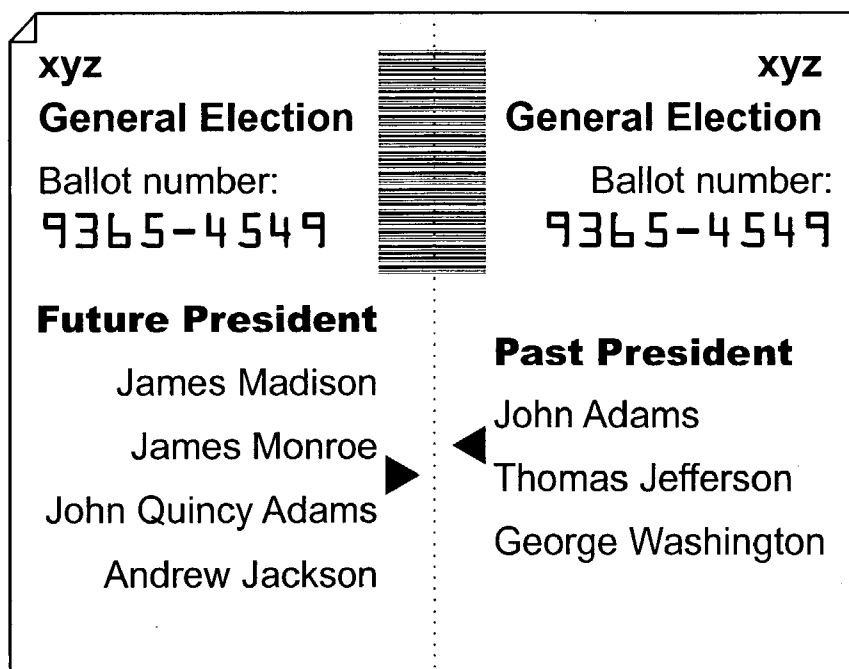 xyz
General Election
Ballot number:
9365-4549
Future President
James Madison
James Monroe
John Quincy Adams
Andrew Jackson
xyz
General Election
Ballot number:
9365-4549
Past President
John Adams
Thomas Jefferson
George Washington